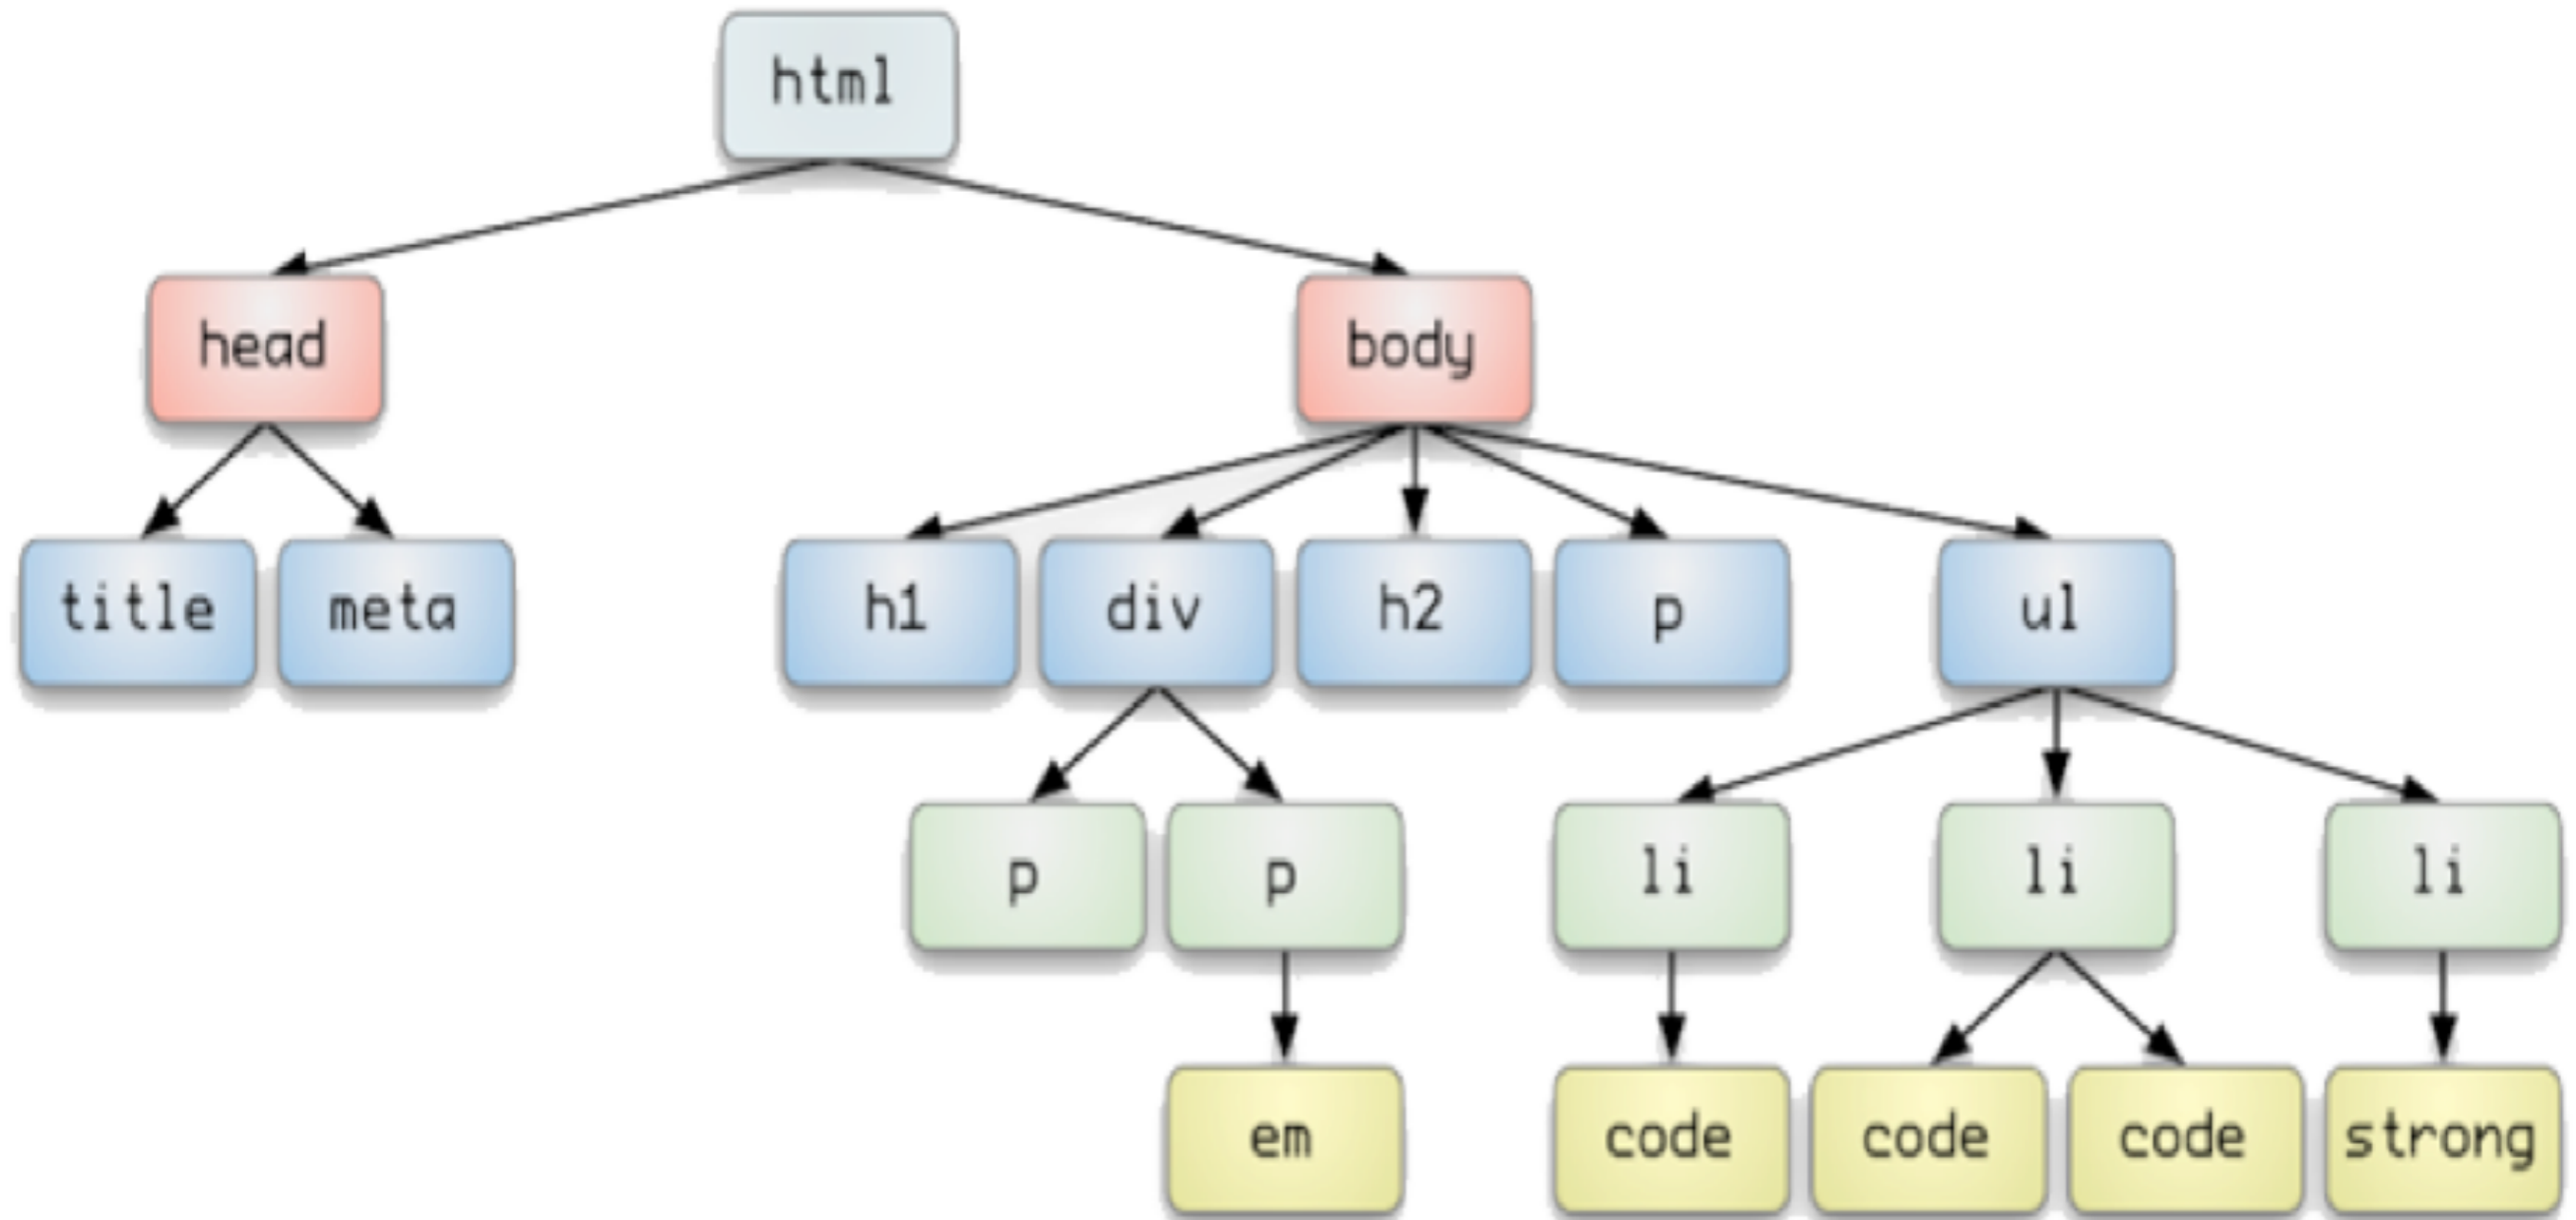 html
head
body
title
meta
h1
div
h2
p
ul
p
p
li
li
li
em
code
code
code
strong